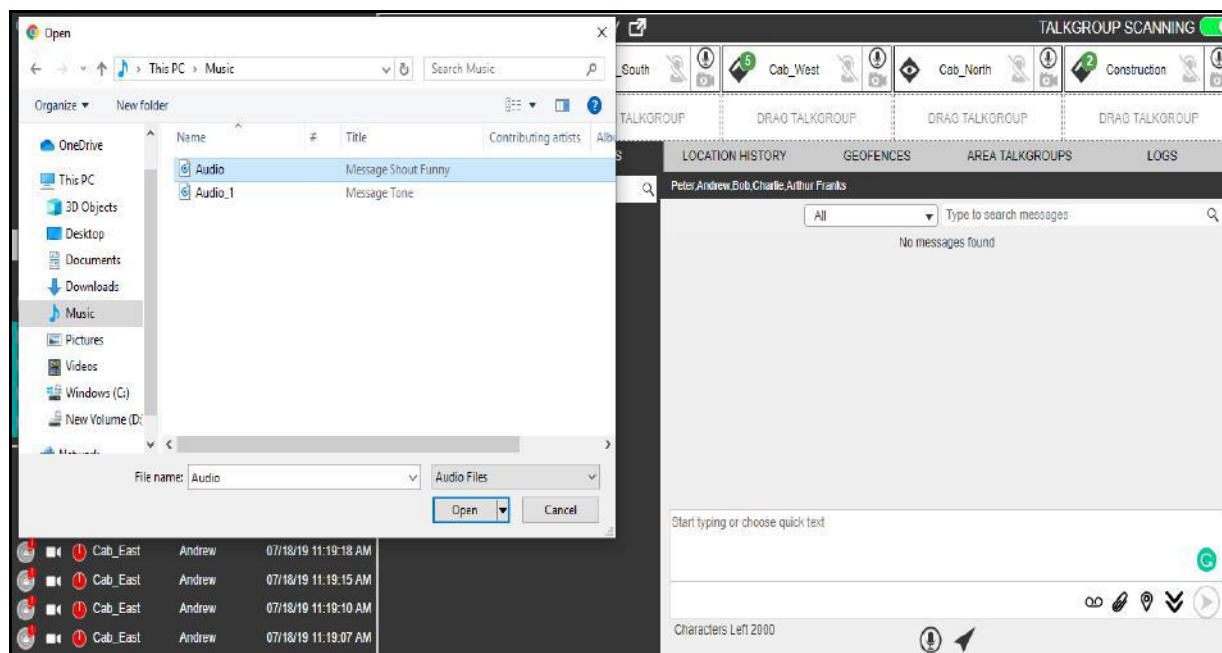 Open
This PC > Music
Search Music
Organize
New folder
Name
#
Title
Contributing artists
OneDrive
This PC
3D Objects
Desktop
Documents
Downloads
Music
Pictures
Videos
Windows (C:)
New Volume (D:
Audio
Message Shout Funny
Audio_1
Message Tone
File name:
Audio
Audio Files
Open
Cancel
TALKGROUP SCANNING
_South
5
Cab_West
Cab_North
2
Construction
TALKGROUP
DRAG TALKGROUP
DRAG TALKGROUP
DRAG TALKGROUP
S
LOCATION HISTORY
GEOFENCES
AREA TALKGROUPS
LOGS
Peter,Andrew,Bob,Charlie,Arthur Franks
All
Type to search messages
No messages found
Start typing or choose quick text
Characters Left 2000
Cab_East Andrew 07/18/19 11:19:18 AM
Cab_East Andrew 07/18/19 11:19:15 AM
Cab_East Andrew 07/18/19 11:19:10 AM
Cab_East Andrew 07/18/19 11:19:07 AM